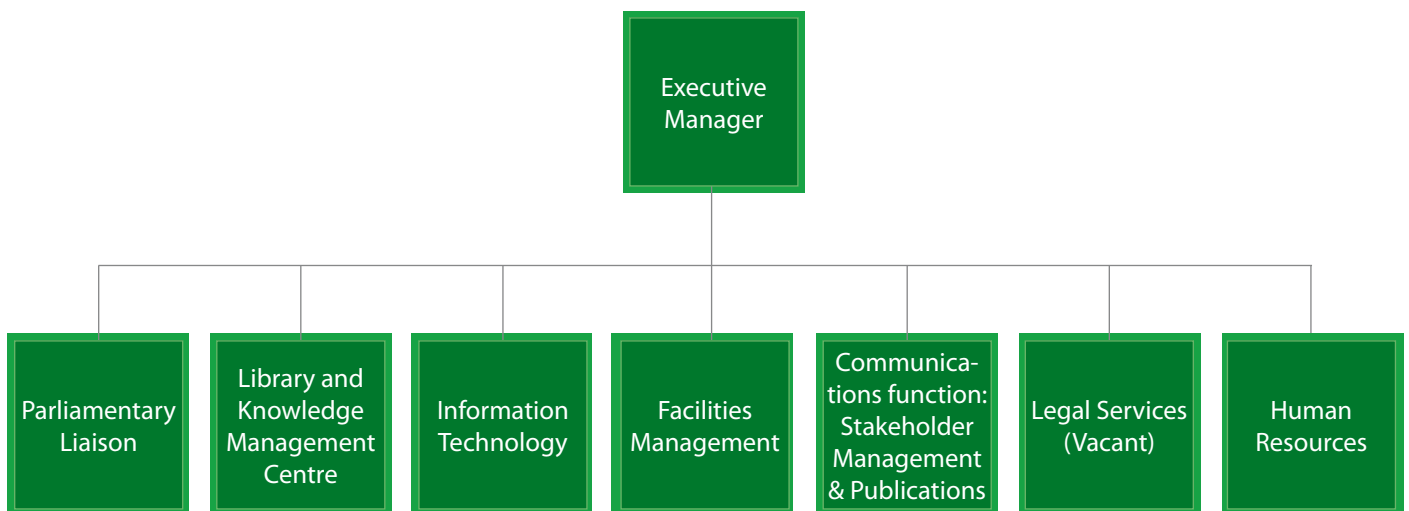 Executive
Manager
Parliamentary
Liaison
Library and
Knowledge
Management
Centre
Information
Technology
Facilities
Management
Communica-
tions function:
Stakeholder
Management
& Publications
Legal Services
(Vacant)
Human
Resources